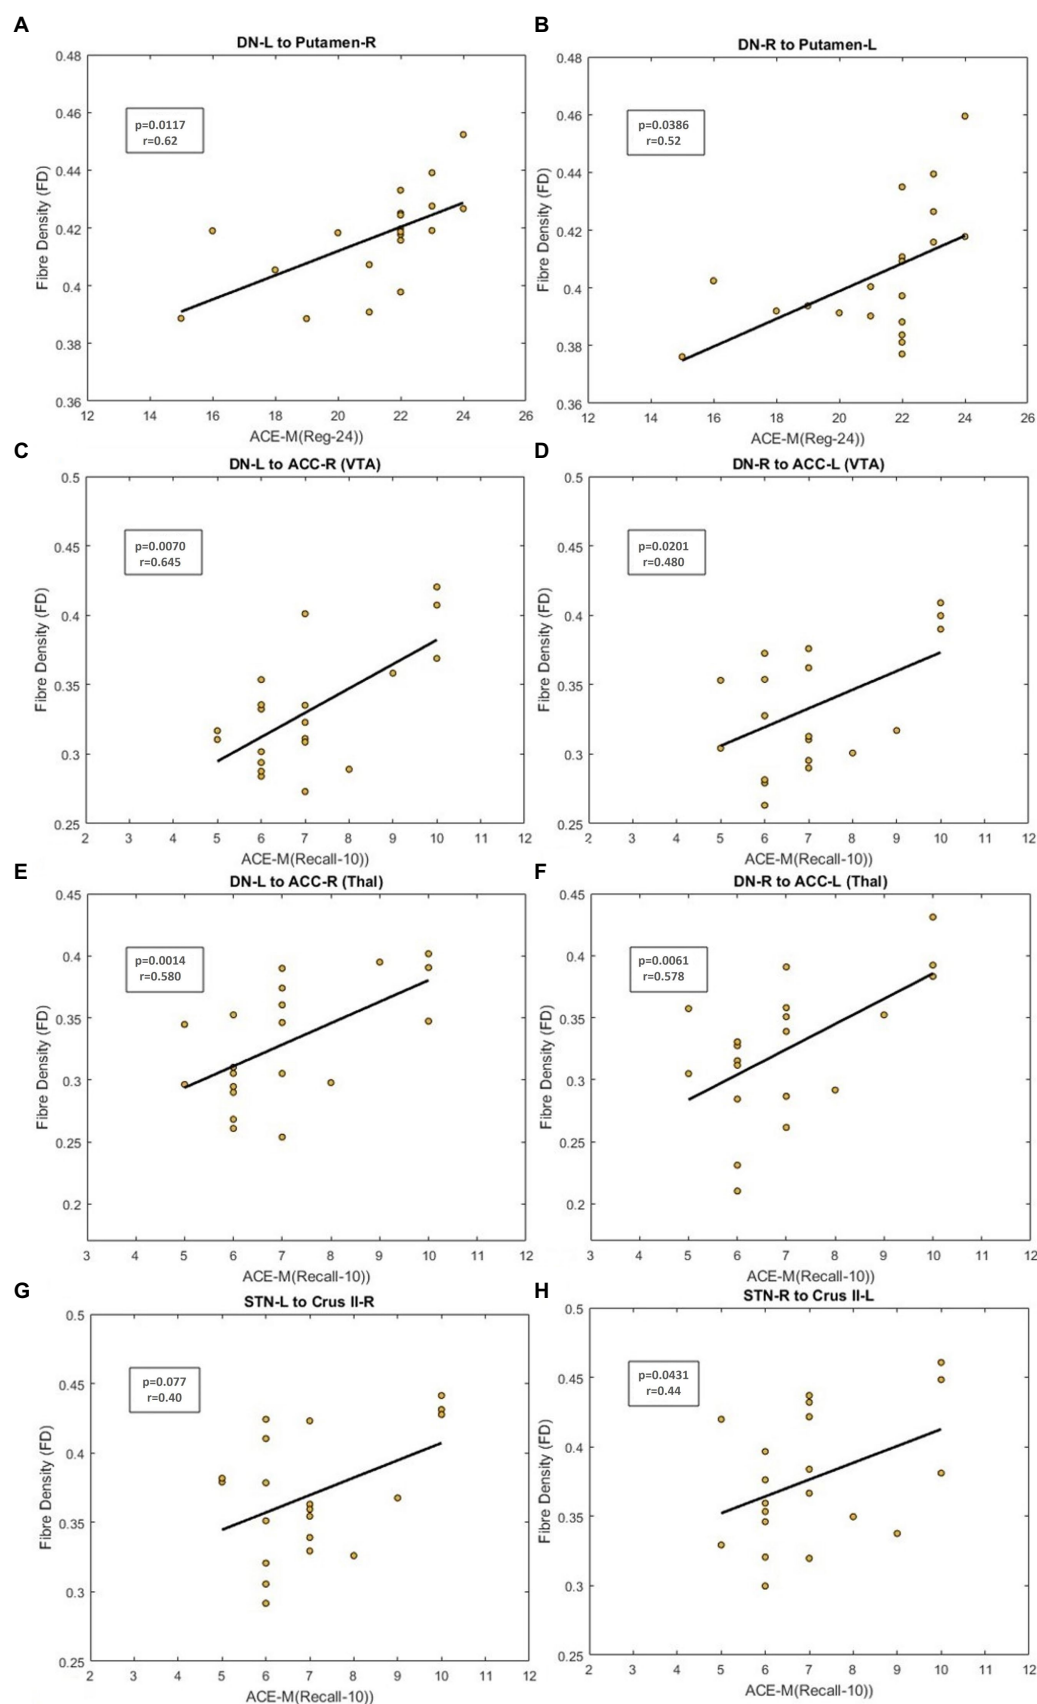 A
DN-L to Putamen-R
p=0.0117
r=0.62
Fibre Density (FD)
0.48
0.46
0.44
0.42
0.4
0.38
0.36
12 14 16 18 20 22 24 26
ACE-M(Reg-24))
B
DN-R to Putamen-L
p=0.0386
r=0.52
Fibre Density (FD)
0.48
0.46
0.44
0.42
0.4
0.38
0.36
12 14 16 18 20 22 24 26
ACE-M(Reg-24))
C
DN-L to ACC-R (VTA)
p=0.0070
r=0.645
Fibre Density (FD)
0.5
0.45
0.4
0.35
0.3
0.25
2 3 4 5 6 7 8 9 10 11 12
ACE-M(Recall-10))
D
DN-R to ACC-L (VTA)
p=0.0201
r=0.480
Fibre Density (FD)
0.5
0.45
0.4
0.35
0.3
0.25
2 3 4 5 6 7 8 9 10 11 12
ACE-M(Recall-10))
E
DN-L to ACC-R (Thal)
p=0.0014
r=0.580
Fibre Density (FD)
0.45
0.4
0.35
0.3
0.25
0.2
3 4 5 6 7 8 9 10 11 12
ACE-M(Recall-10))
F
DN-R to ACC-L (Thal)
p=0.0061
r=0.578
Fibre Density (FD)
0.45
0.4
0.35
0.3
0.25
0.2
3 4 5 6 7 8 9 10 11 12
ACE-M(Recall-10))
G
STN-L to Crus II-R
p=0.077
r=0.40
Fibre Density (FD)
0.5
0.45
0.4
0.35
0.3
0.25
2 3 4 5 6 7 8 9 10 11 12
ACE-M(Recall-10))
H
STN-R to Crus II-L
p=0.0431
r=0.44
Fibre Density (FD)
0.5
0.45
0.4
0.35
0.3
0.25
2 3 4 5 6 7 8 9 10 11 12
ACE-M(Recall-10))